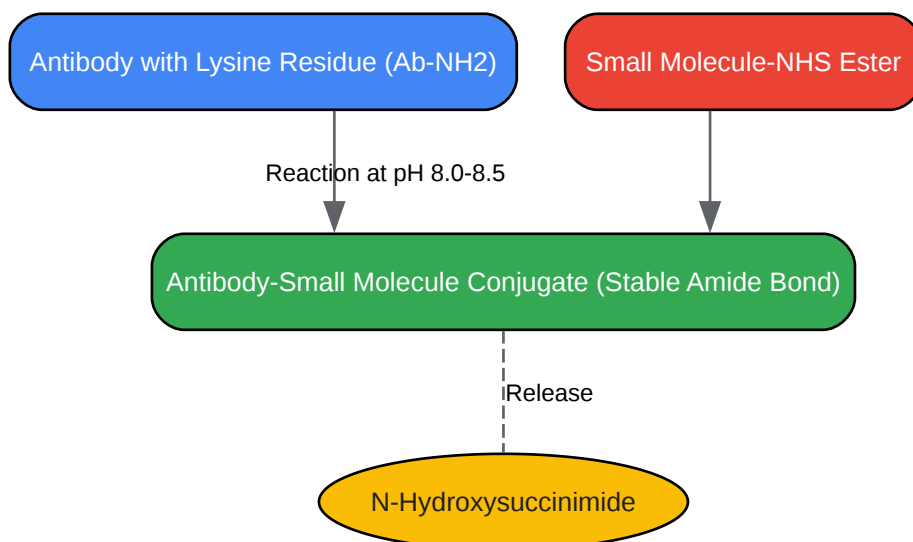 Antibody with Lysine Residue (Ab-NH2)
Small Molecule-NHS Ester
Reaction at pH 8.0-8.5
Antibody-Small Molecule Conjugate (Stable Amide Bond)
Release
N-Hydroxysuccinimide